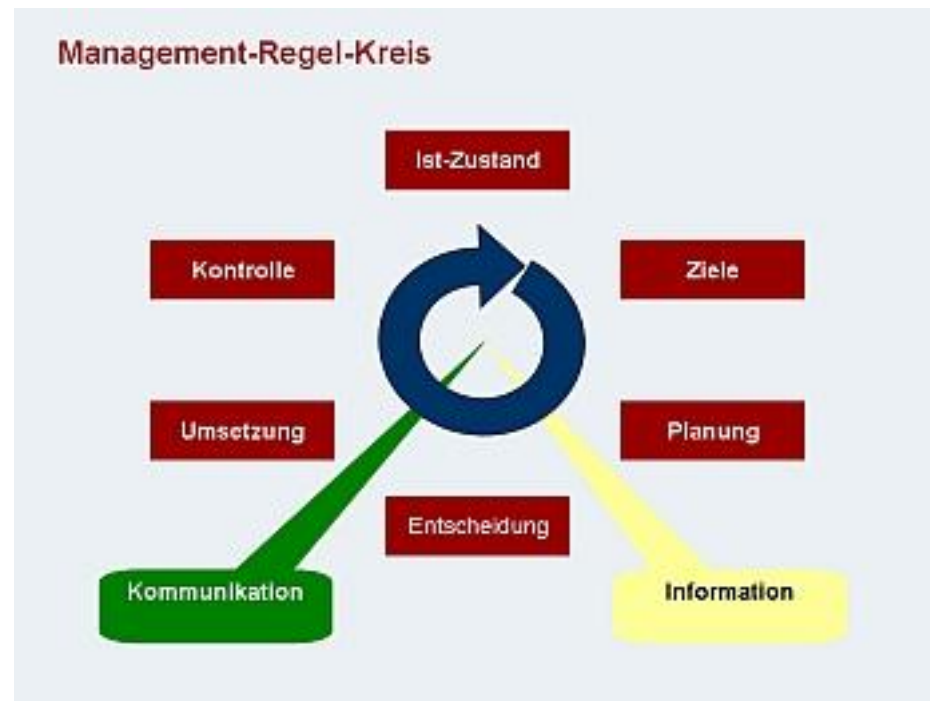 Management-Regel-Kreis
Ist-Zustand
Kontrolle
Ziele
Umsetzung
Planung
Entscheidung
Kommunikation
Information